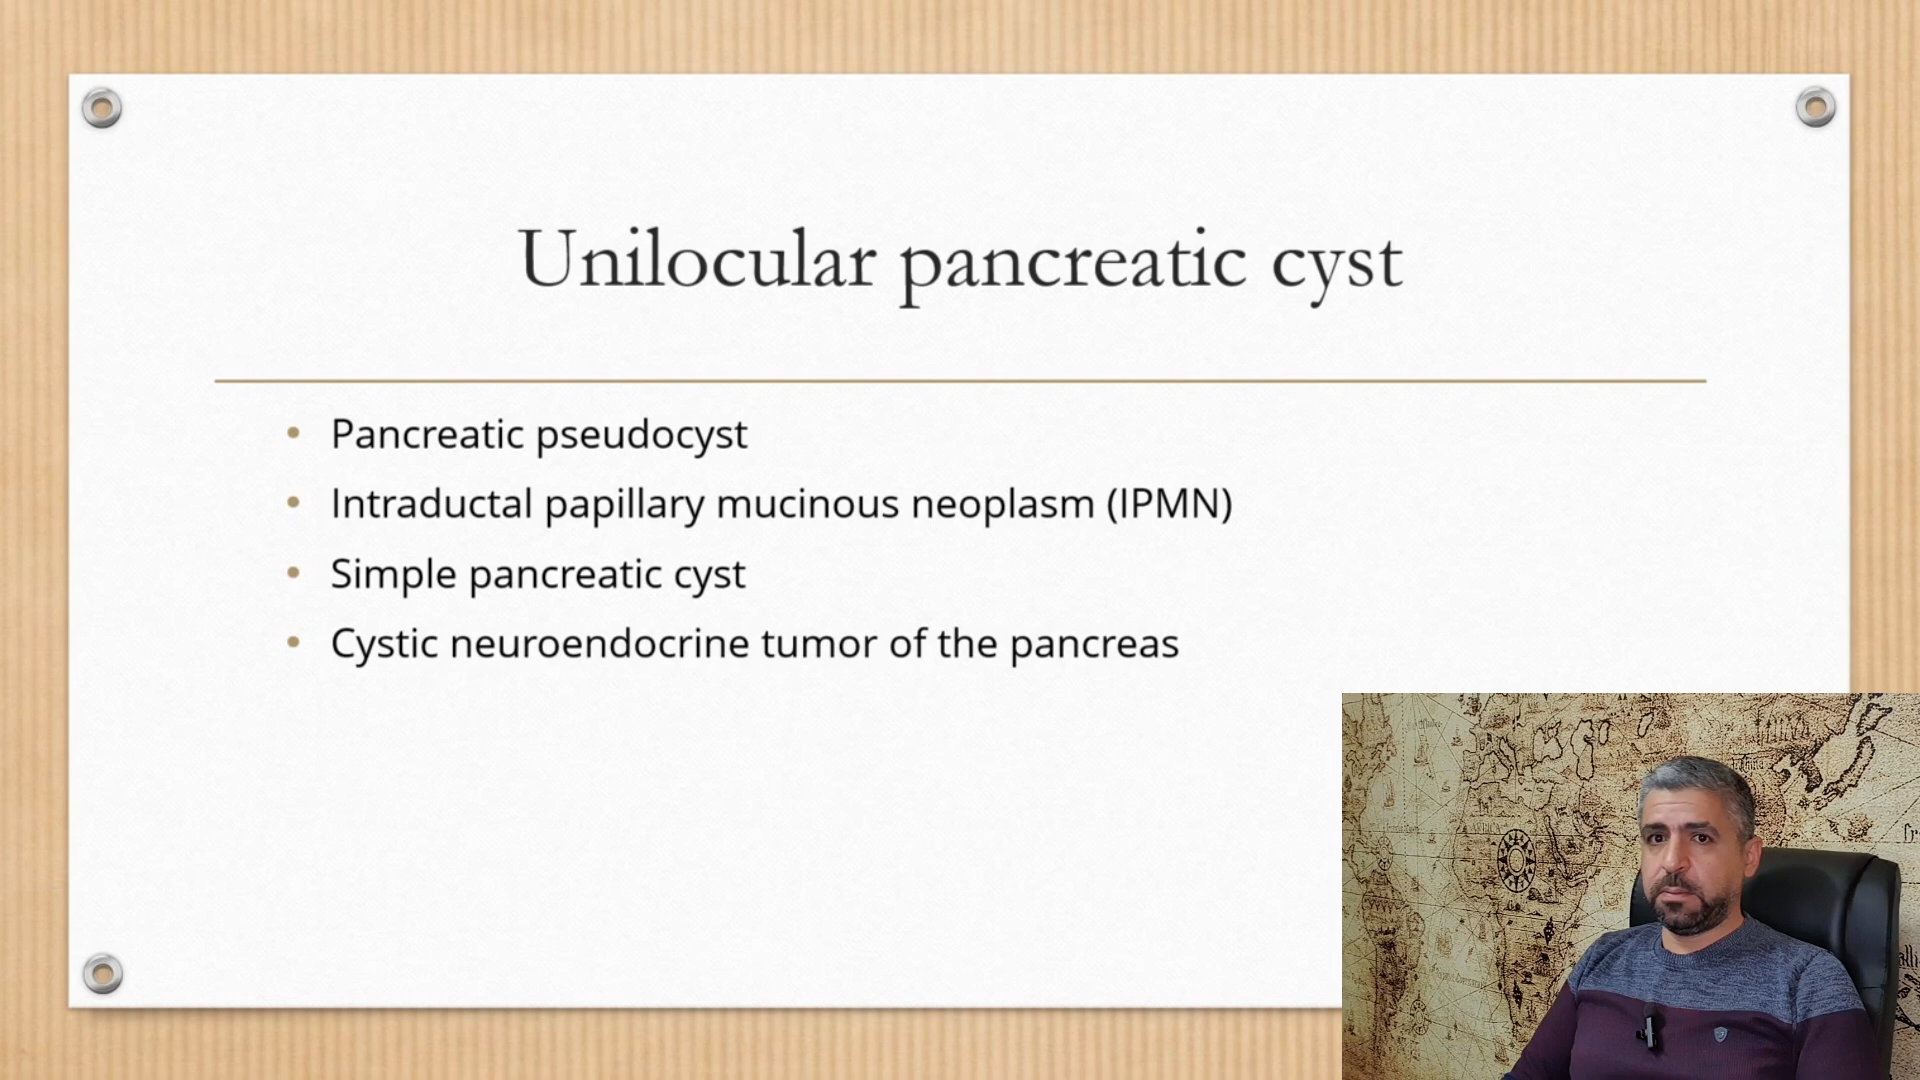 Unilocular pancreatic cyst
• Pancreatic pseudocyst
• Intraductal papillary mucinous neoplasm (IPMN)
• Simple pancreatic cyst
• Cystic neuroendocrine tumor of the pancreas